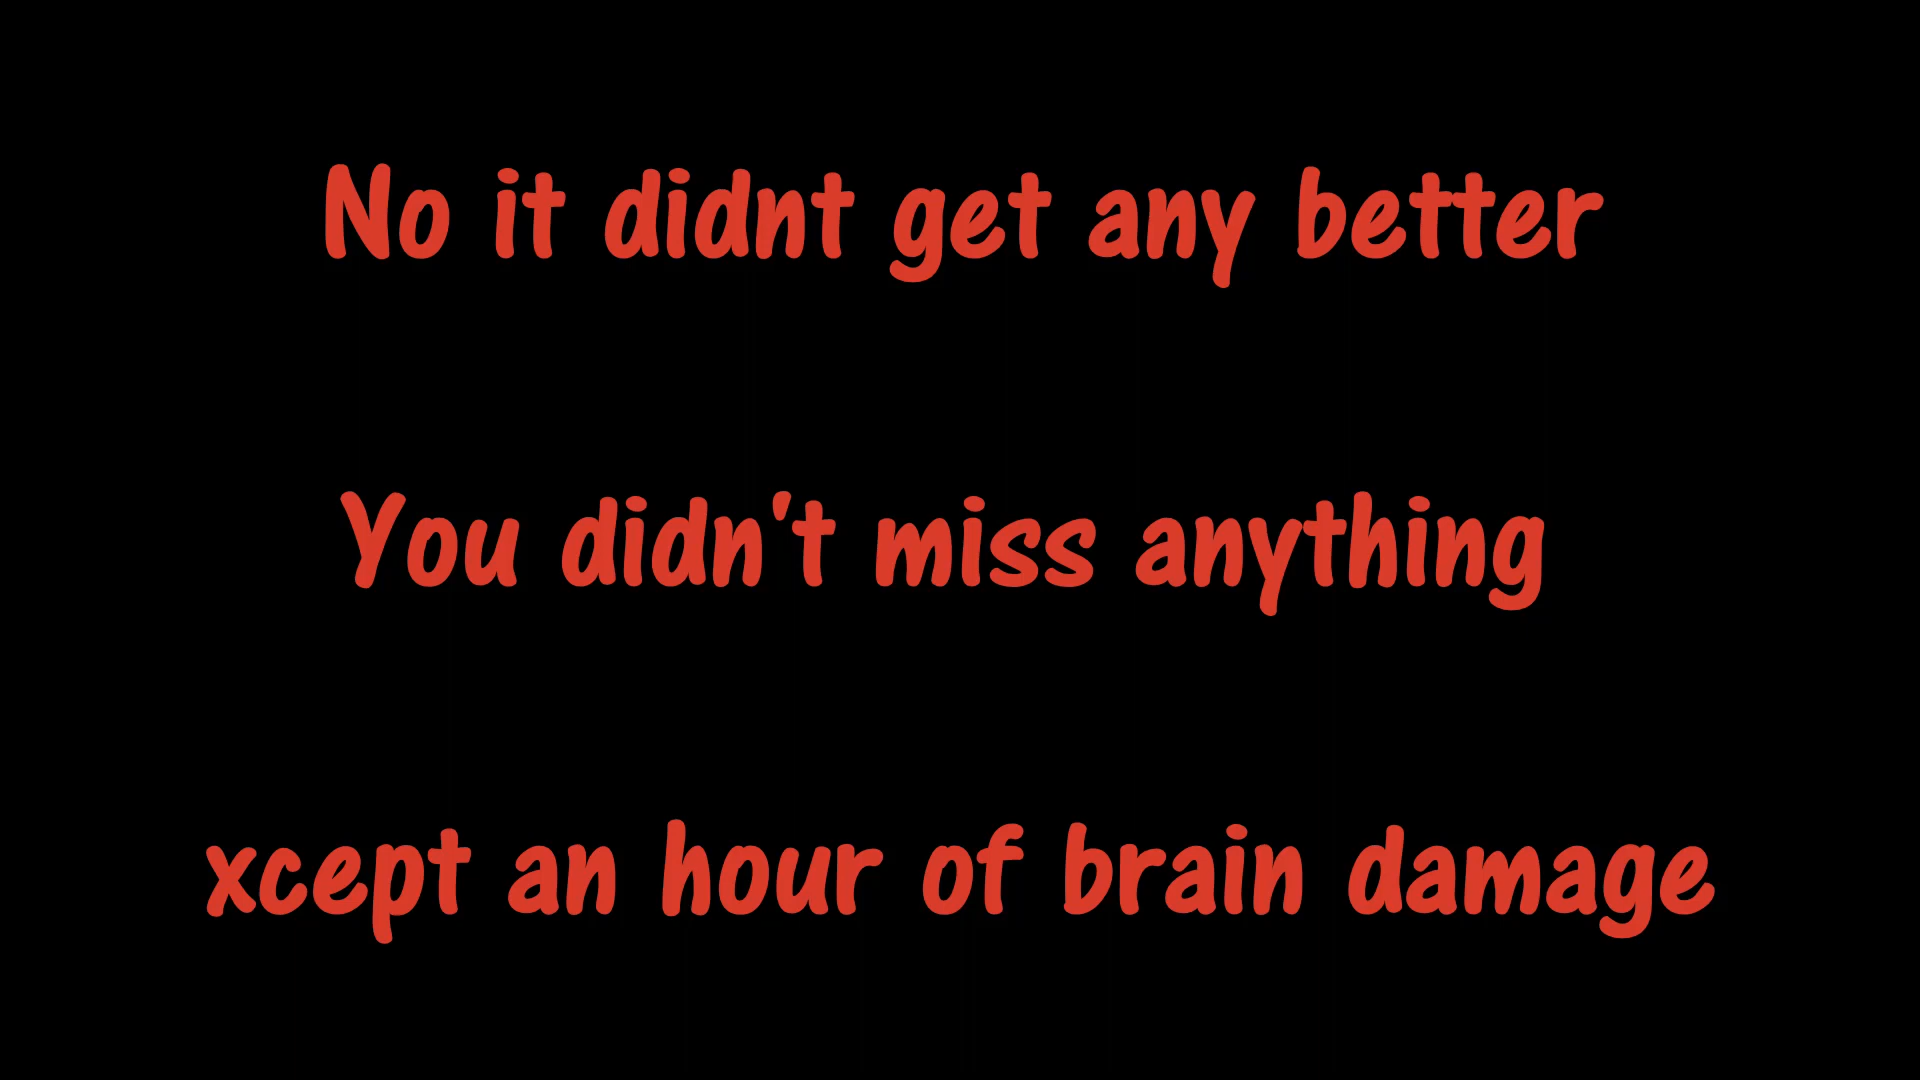 No it didnt get any better
You didn't miss anything
xcept an hour of brain damage